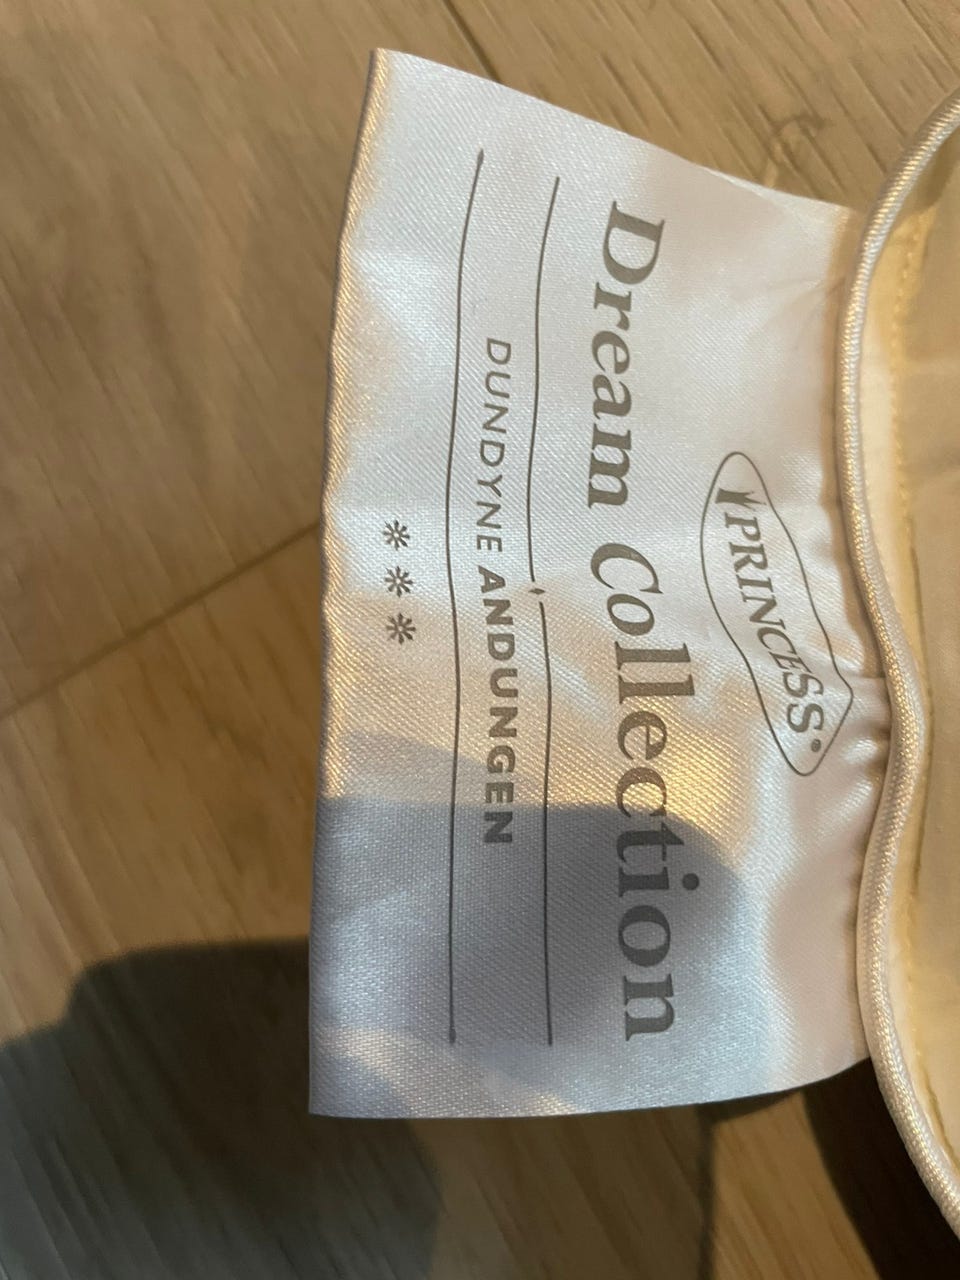 PRINCESS®
Dream Collection
DUNDYNE ANDUNGEN
***